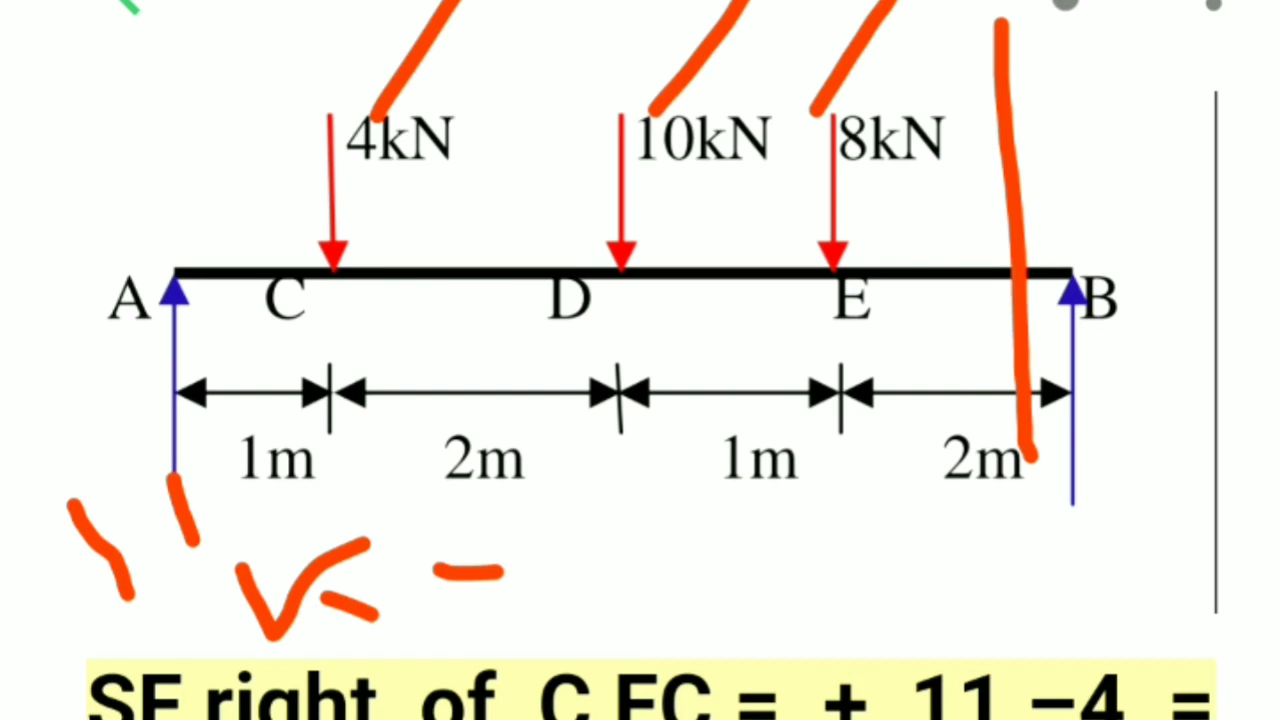 4kN 10kN 8kN
A C D E B
1m 2m 1m 2m
SF right of C FC = + 11 –4 =